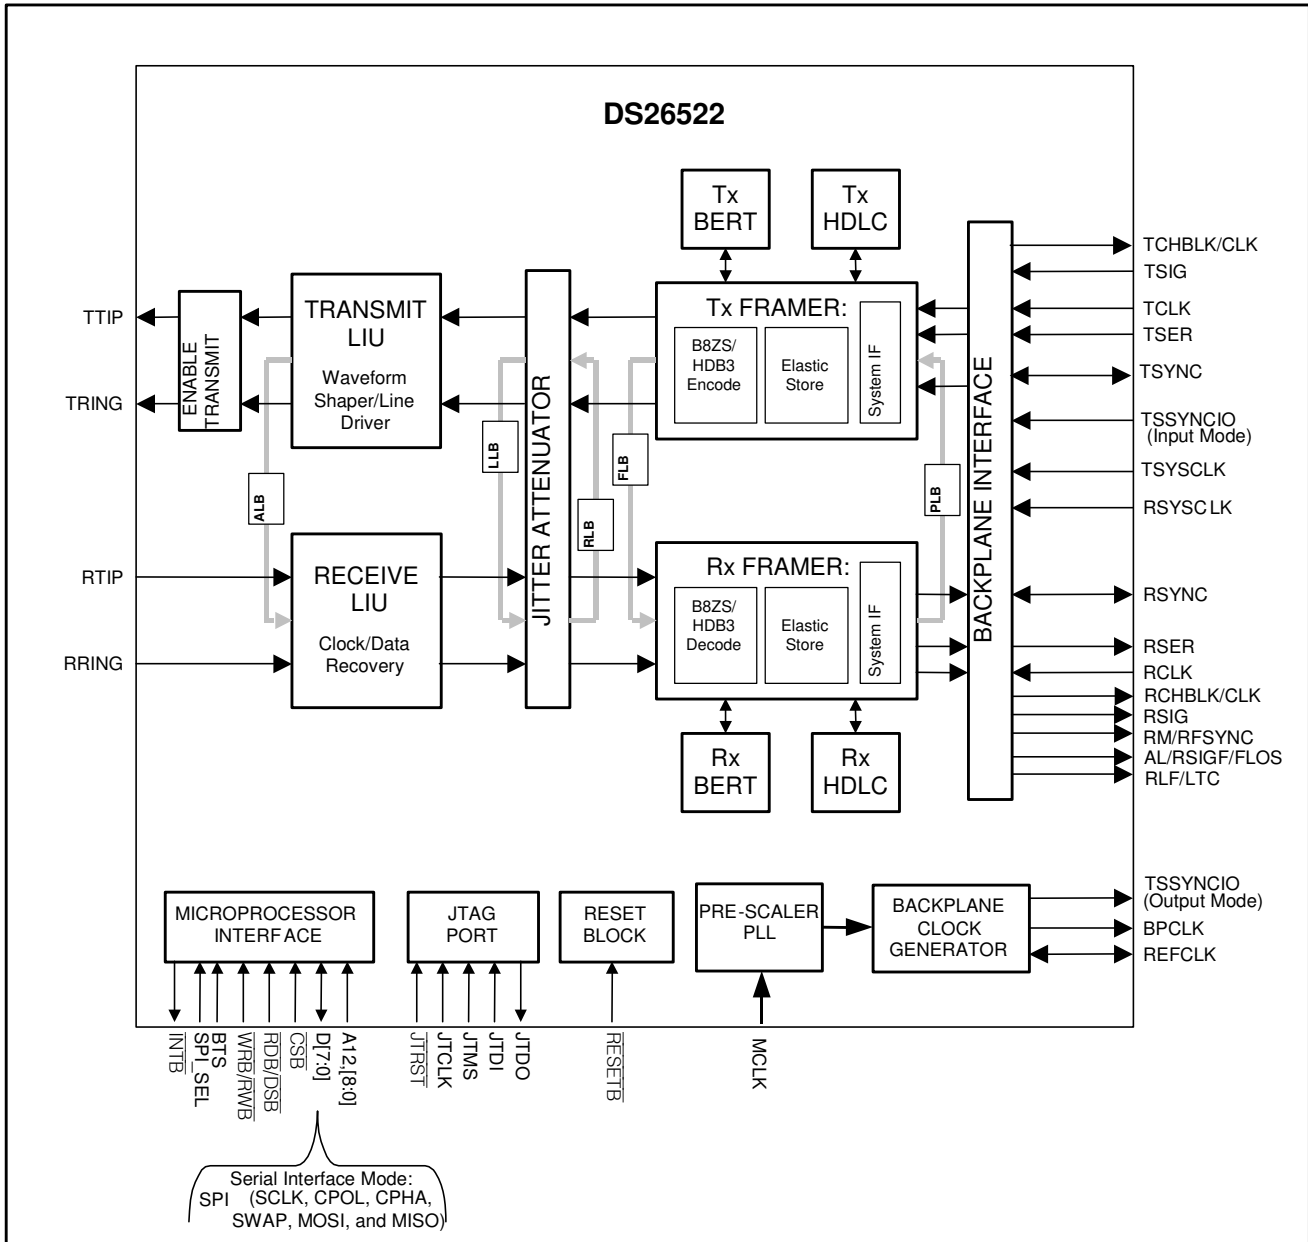 DS26522
Tx
BERT
Tx
HDLC
TCHBLK/CLK
TSIG
TCLK
TSER
TSYNC
TSSYNCIO
(Input Mode)
TSYSCLK
RSYSCLK
RSYNC
RSER
RCLK
RCHBLK/CLK
RSIG
RM/RFSYNC
AL/RSIGF/FLOS
RLF/LTC
TTIP
TRING
RTIP
RRING
ENABLE
TRANSMIT
TRANSMIT
LIU
Waveform
Shaper/Line
Driver
ALB
LLB
JITTER ATTENUATOR
RLB
FLB
Tx FRAMER:
B8ZS/
HDB3
Encode
Elastic
Store
System IF
PLB
BACKPLANE INTERFACE
RECEIVE
LIU
Clock/Data
Recovery
Rx FRAMER:
B8ZS/
HDB3
Decode
Elastic
Store
System IF
Rx
BERT
Rx
HDLC
MICROPROCESSOR
INTERFACE
JTAG
PORT
RESET
BLOCK
PRE-SCALER
PLL
BACKPLANE
CLOCK
GENERATOR
TSSYNCIO
(Output Mode)
BPCLK
REFCLK
INTB
SPI_SEL
BTS
WRB/RWB
RDB/DSB
CSB
D[7:0]
A12,[8:0]
JTRST
JTCLK
JTMS
JTDI
JTDO
RESETB
MCLK
Serial Interface Mode:
SPI (SCLK, CPOL, CPHA,
SWAP, MOSI, and MISO)